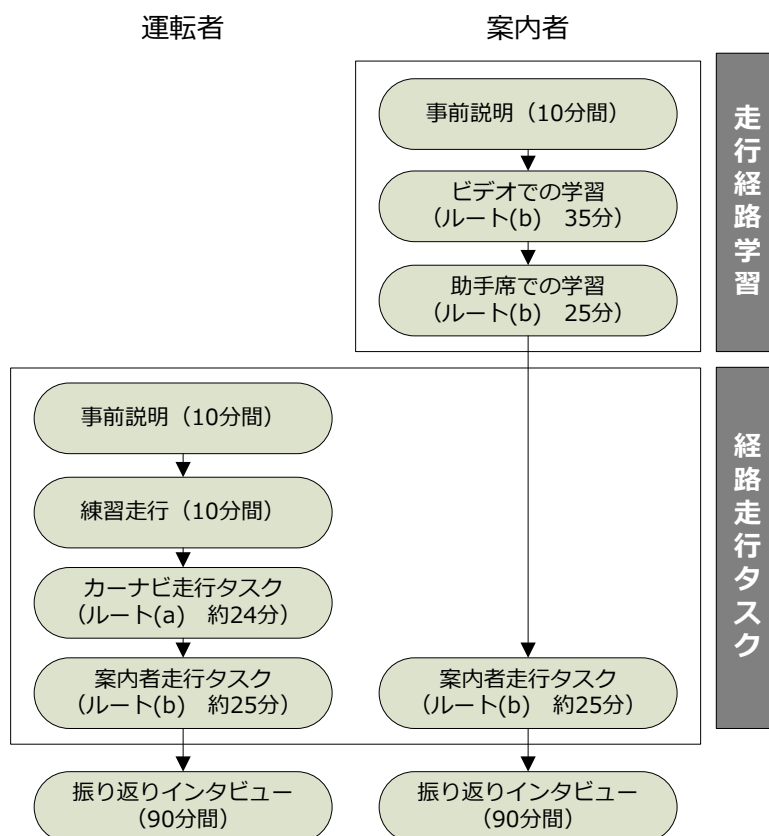 運転者
案内者
事前説明（10分間）
ビデオでの学習
（ルート(b)　35分）
助手席での学習
（ルート(b)　25分）
走行経路学習
事前説明（10分間）
練習走行（10分間）
カーナビ走行タスク
（ルート(a)　約24分）
案内者走行タスク
（ルート(b)　約25分）
案内者走行タスク
（ルート(b)　約25分）
経路走行タスク
振り返りインタビュー
（90分間）
振り返りインタビュー
（90分間）